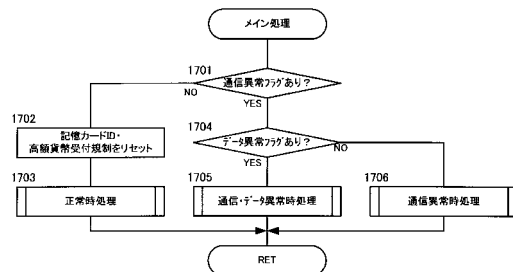 メイン処理
1701
通信異常フラグあり？
NO
YES
1702
記憶カードID・
高額貨幣受付規制をリセット
1704
データ異常フラグあり？
YES
NO
1703
正常時処理
1705
通信・データ異常時処理
1706
通信異常時処理
RET